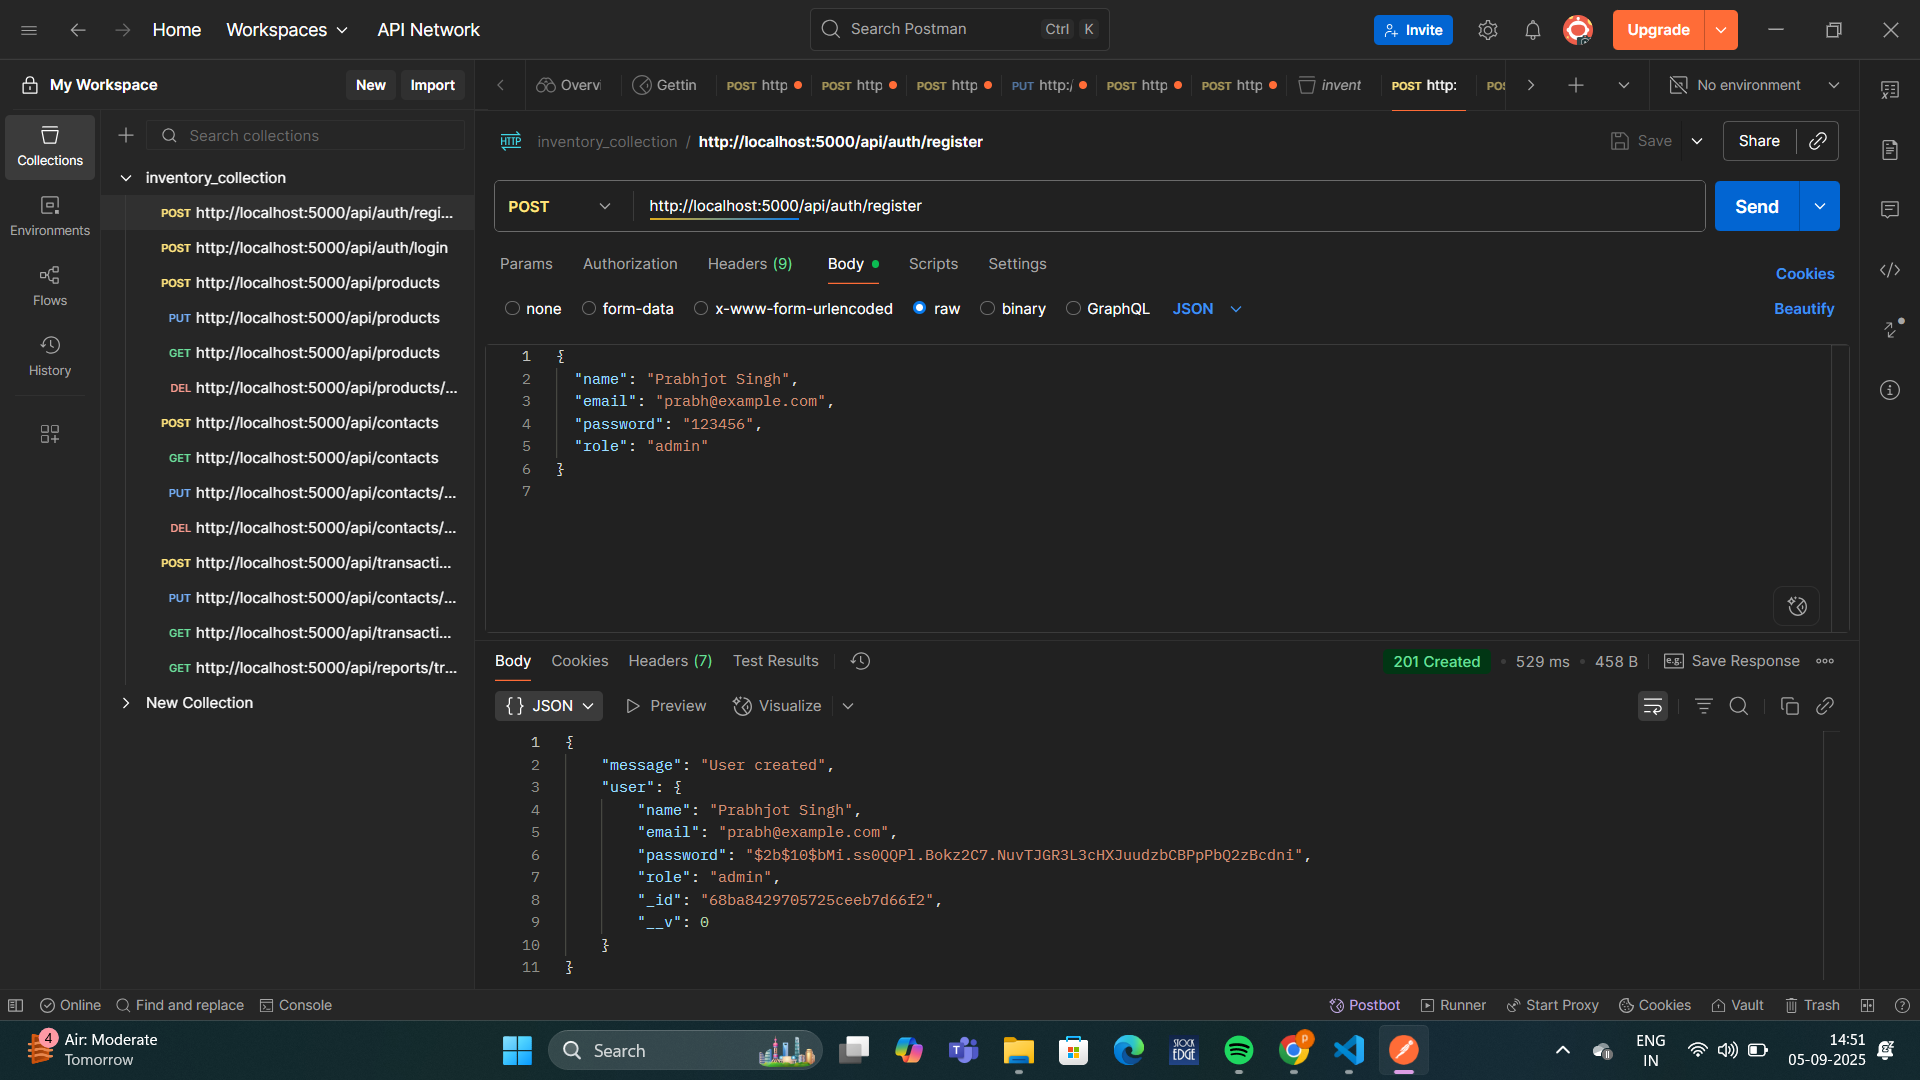 Home
Workspaces
API Network
Search Postman
Ctrl K
Invite
Upgrade
My Workspace
New
Import
Overvi
Gettin
POST http
POST http
POST http
PUT http:/
POST http
POST http
invent
POST http:
POS
No environment
Collections
Environments
Flows
History
Search collections
inventory_collection
POST http://localhost:5000/api/auth/regi...
POST http://localhost:5000/api/auth/login
POST http://localhost:5000/api/products
PUT http://localhost:5000/api/products
GET http://localhost:5000/api/products
DEL http://localhost:5000/api/products/...
POST http://localhost:5000/api/contacts
GET http://localhost:5000/api/contacts
PUT http://localhost:5000/api/contacts/...
DEL http://localhost:5000/api/contacts/...
POST http://localhost:5000/api/transacti...
PUT http://localhost:5000/api/contacts/...
GET http://localhost:5000/api/transacti...
GET http://localhost:5000/api/reports/tr...
New Collection
HTTP inventory_collection / http://localhost:5000/api/auth/register
Save
Share
POST
http://localhost:5000/api/auth/register
Send
Params
Authorization
Headers (9)
Body
Scripts
Settings
Cookies
none
form-data
x-www-form-urlencoded
raw
binary
GraphQL
JSON
Beautify
1 {
2 "name": "Prabhjot Singh",
3 "email": "prabh@example.com",
4 "password": "123456",
5 "role": "admin"
6 }
7
Body
Cookies
Headers (7)
Test Results
201 Created
529 ms
458 B
e.g. Save Response
{} JSON
Preview
Visualize
1 {
2 "message": "User created",
3 "user": {
4 "name": "Prabhjot Singh",
5 "email": "prabh@example.com",
6 "password": "$2b$10$bMi.ss0QQPl.Bokz2C7.NuvTJGR3L3cHXJuudzbCBPpPbQ2zBcdni",
7 "role": "admin",
8 "_id": "68ba8429705725ceeb7d66f2",
9 "__v": 0
10 }
11 }
Online
Find and replace
Console
Postbot
Runner
Start Proxy
Cookies
Vault
Trash
4
Air: Moderate
Tomorrow
Search
STOCK
EDGE
P
ENG
IN
14:51
05-09-2025